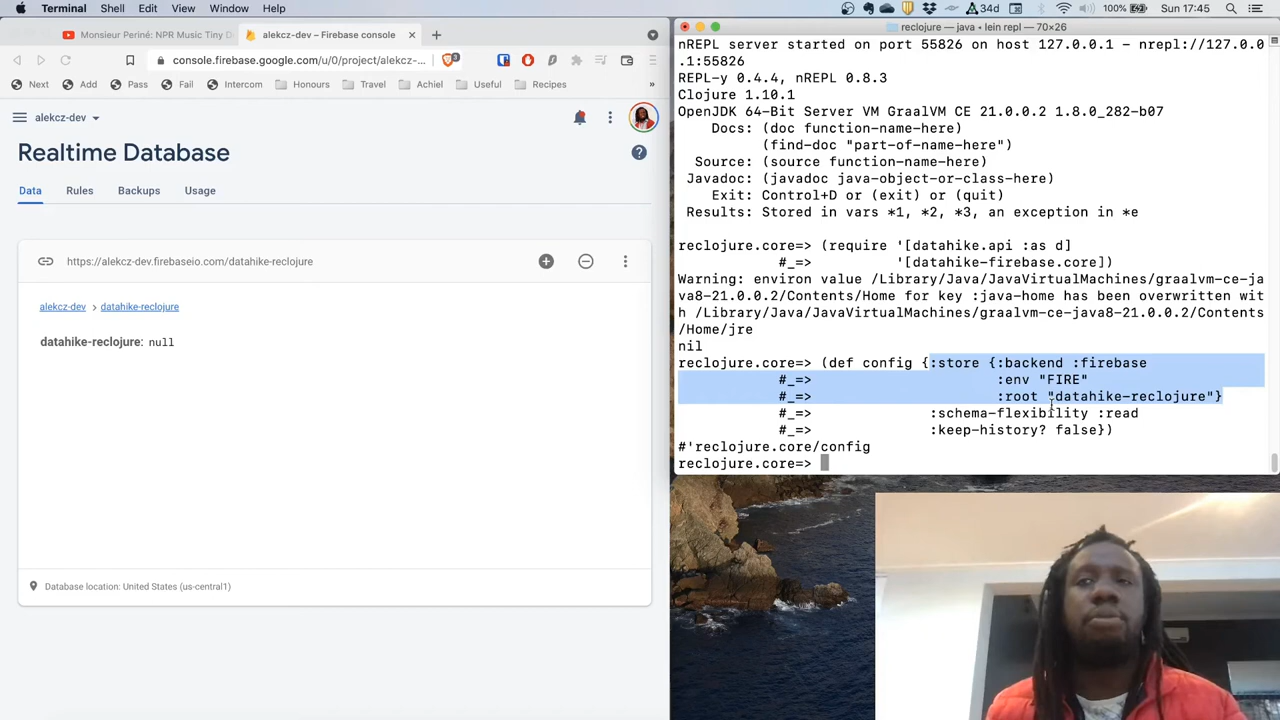 Terminal Shell Edit View Window Help
34d
100%
Sun 17:45
Monsieur Periné: NPR Music Tiny D
alekcz-dev – Firebase console
console.firebase.google.com/u/0/project/alekcz-...
3
Next Add Pass Fail Intercom Honours Travel Achiel Useful Recipes »
alekcz-dev
Realtime Database
Data Rules Backups Usage
https://alekcz-dev.firebaseio.com/datahike-reclojure
alekcz-dev > datahike-reclojure
datahike-reclojure: null
Database location: United States (us-central1)
reclojure — java ◂ lein repl — 70×26
nREPL server started on port 55826 on host 127.0.0.1 - nrepl://127.0.0
.1:55826
REPL-y 0.4.4, nREPL 0.8.3
Clojure 1.10.1
OpenJDK 64-Bit Server VM GraalVM CE 21.0.0.2 1.8.0_282-b07
Docs: (doc function-name-here)
(find-doc "part-of-name-here")
Source: (source function-name-here)
Javadoc: (javadoc java-object-or-class-here)
Exit: Control+D or (exit) or (quit)
Results: Stored in vars *1, *2, *3, an exception in *e
reclojure.core=> (require '[datahike.api :as d]
#_=> '[datahike-firebase.core])
Warning: environ value /Library/Java/JavaVirtualMachines/graalvm-ce-ja
va8-21.0.0.2/Contents/Home for key :java-home has been overwritten wit
h /Library/Java/JavaVirtualMachines/graalvm-ce-java8-21.0.0.2/Contents
/Home/jre
nil
reclojure.core=> (def config {:store {:backend :firebase
#_=> :env "FIRE"
#_=> :root "datahike-reclojure"}
#_=> :schema-flexibility :read
#_=> :keep-history? false})
#'reclojure.core/config
reclojure.core=>